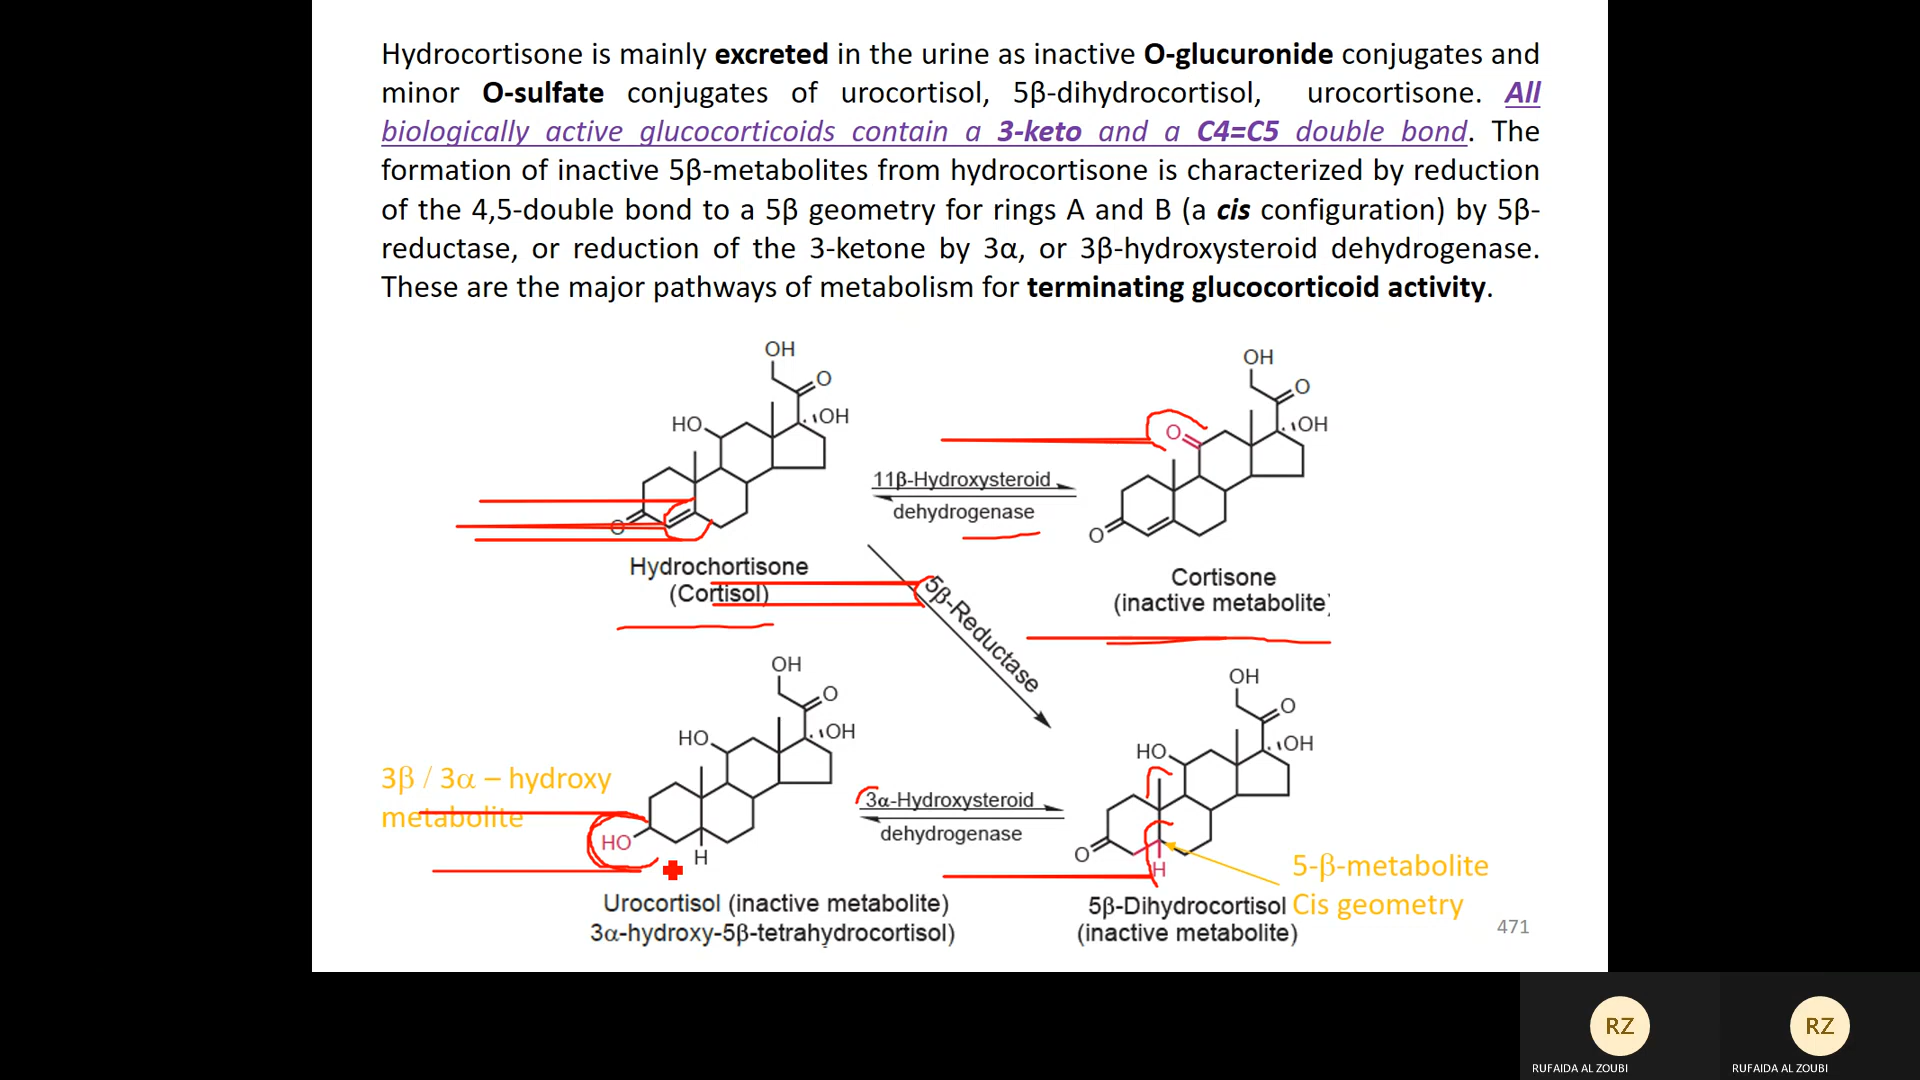 Hydrocortisone is mainly excreted in the urine as inactive O-glucuronide conjugates and
minor O-sulfate conjugates of urocortisol, 5β-dihydrocortisol, urocortisone. All
biologically active glucocorticoids contain a 3-keto and a C4=C5 double bond. The
formation of inactive 5β-metabolites from hydrocortisone is characterized by reduction
of the 4,5-double bond to a 5β geometry for rings A and B (a cis configuration) by 5β-
reductase, or reduction of the 3-ketone by 3α, or 3β-hydroxysteroid dehydrogenase.
These are the major pathways of metabolism for terminating glucocorticoid activity.
OH
O
HO
OH
O
Hydrochortisone
(Cortisol)
11β-Hydroxysteroid
dehydrogenase
OH
O
O
OH
O
Cortisone
(inactive metabolite)
5β-Reductase
OH
O
HO
OH
3β / 3α – hydroxy
metabolite
HO
H
Urocortisol (inactive metabolite)
3α-hydroxy-5β-tetrahydrocortisol)
3α-Hydroxysteroid
dehydrogenase
OH
O
HO
OH
O
H
5-β-metabolite
Cis geometry
5β-Dihydrocortisol
(inactive metabolite)
471
RZ
RZ
RUFAIDA AL ZOUBI
RUFAIDA AL ZOUBI